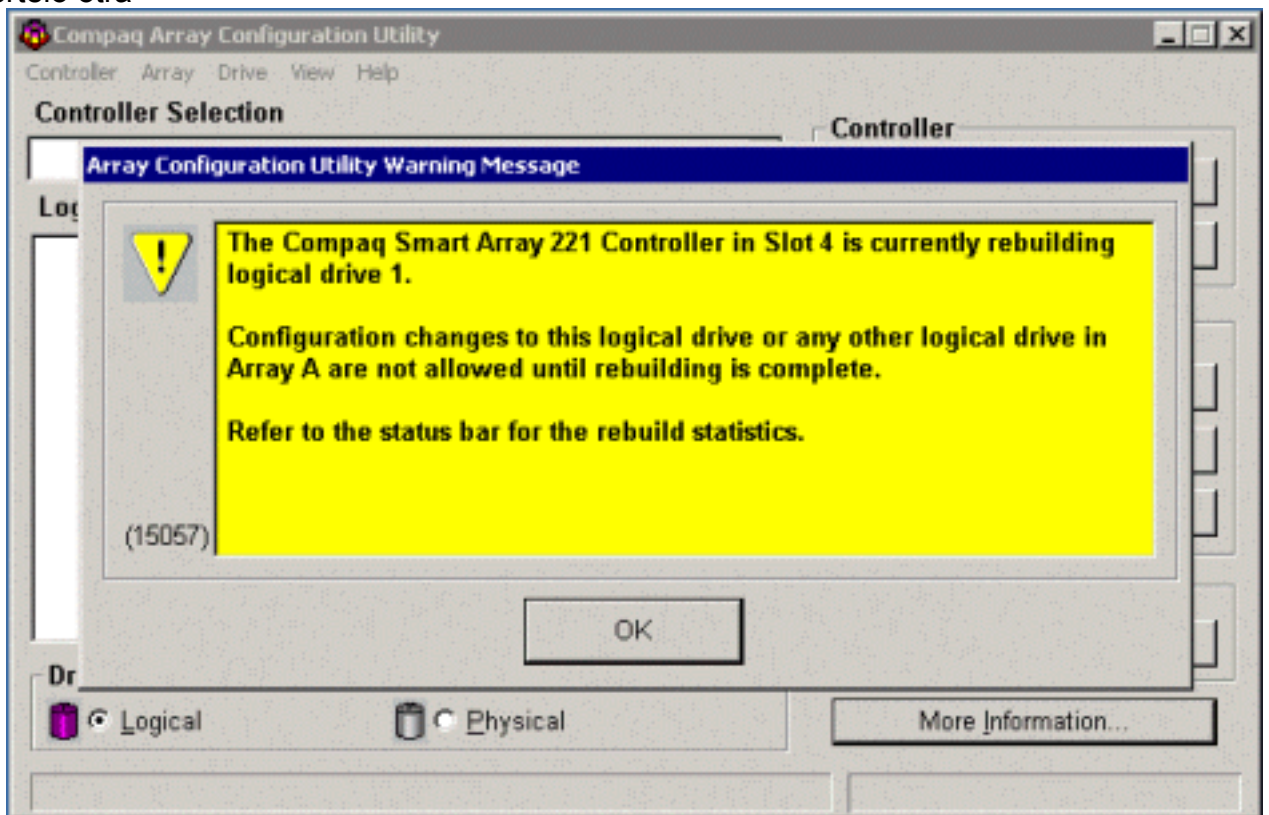 Compaq Array Configuration Utility
Controller Array Drive View Help
Controller Selection
Controller
Array Configuration Utility Warning Message
The Compaq Smart Array 221 Controller in Slot 4 is currently rebuilding
logical drive 1.
Configuration changes to this logical drive or any other logical drive in
Array A are not allowed until rebuilding is complete.
Refer to the status bar for the rebuild statistics.
(15057)
OK
Logical
Physical
More Information...